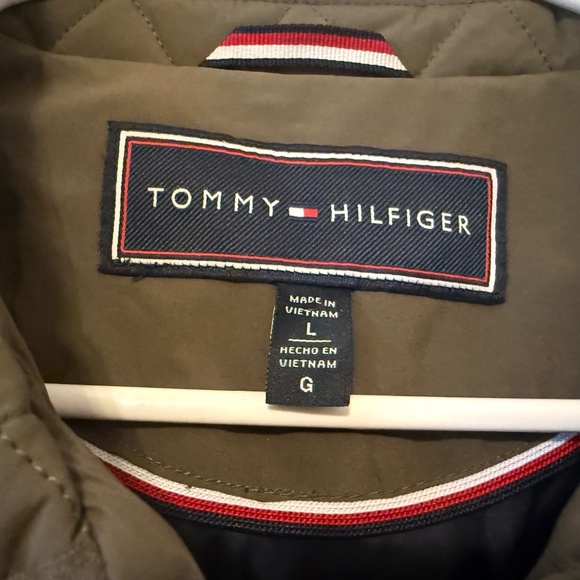 TOMMY HILFIGER
MADE IN
VIETNAM
L
HECHO EN
VIETNAM
G